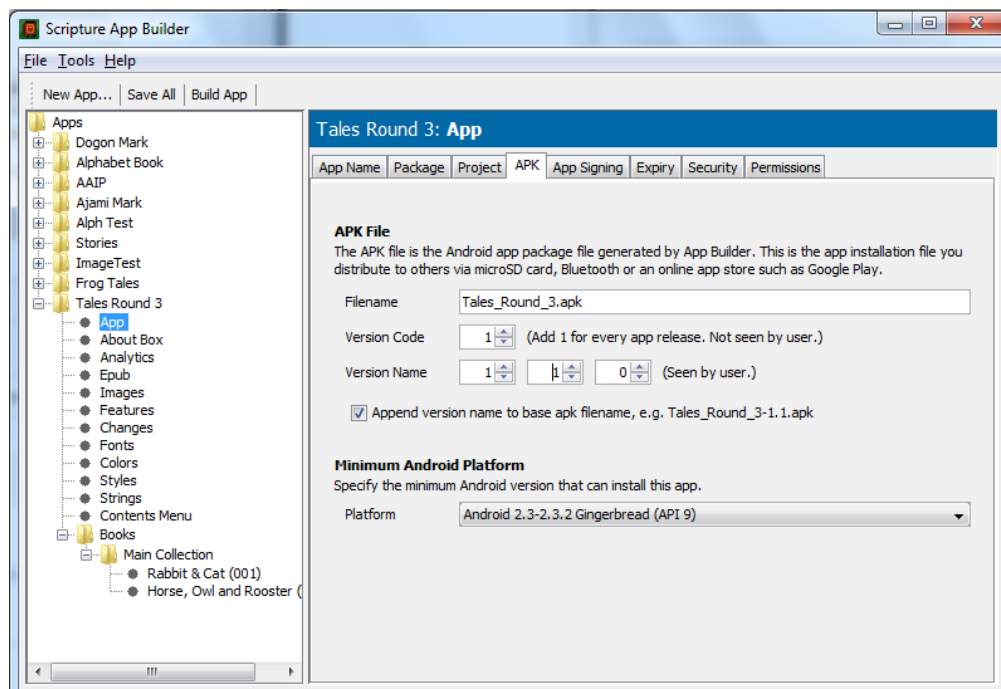 Scripture App Builder
File Tools Help
New App... Save All Build App
Apps
Dogon Mark
Alphabet Book
AAIP
Ajami Mark
Alph Test
Stories
ImageTest
Frog Tales
Tales Round 3
App
About Box
Analytics
Epub
Images
Features
Changes
Fonts
Colors
Styles
Strings
Contents Menu
Books
Main Collection
Rabbit & Cat (001)
Horse, Owl and Rooster (
Tales Round 3: App
App Name Package Project APK App Signing Expiry Security Permissions
APK File
The APK file is the Android app package file generated by App Builder. This is the app installation file you
distribute to others via microSD card, Bluetooth or an online app store such as Google Play.
Filename Tales_Round_3.apk
Version Code 1 (Add 1 for every app release. Not seen by user.)
Version Name 1 1 0 (Seen by user.)
Append version name to base apk filename, e.g. Tales_Round_3-1.1.apk
Minimum Android Platform
Specify the minimum Android version that can install this app.
Platform Android 2.3-2.3.2 Gingerbread (API 9)